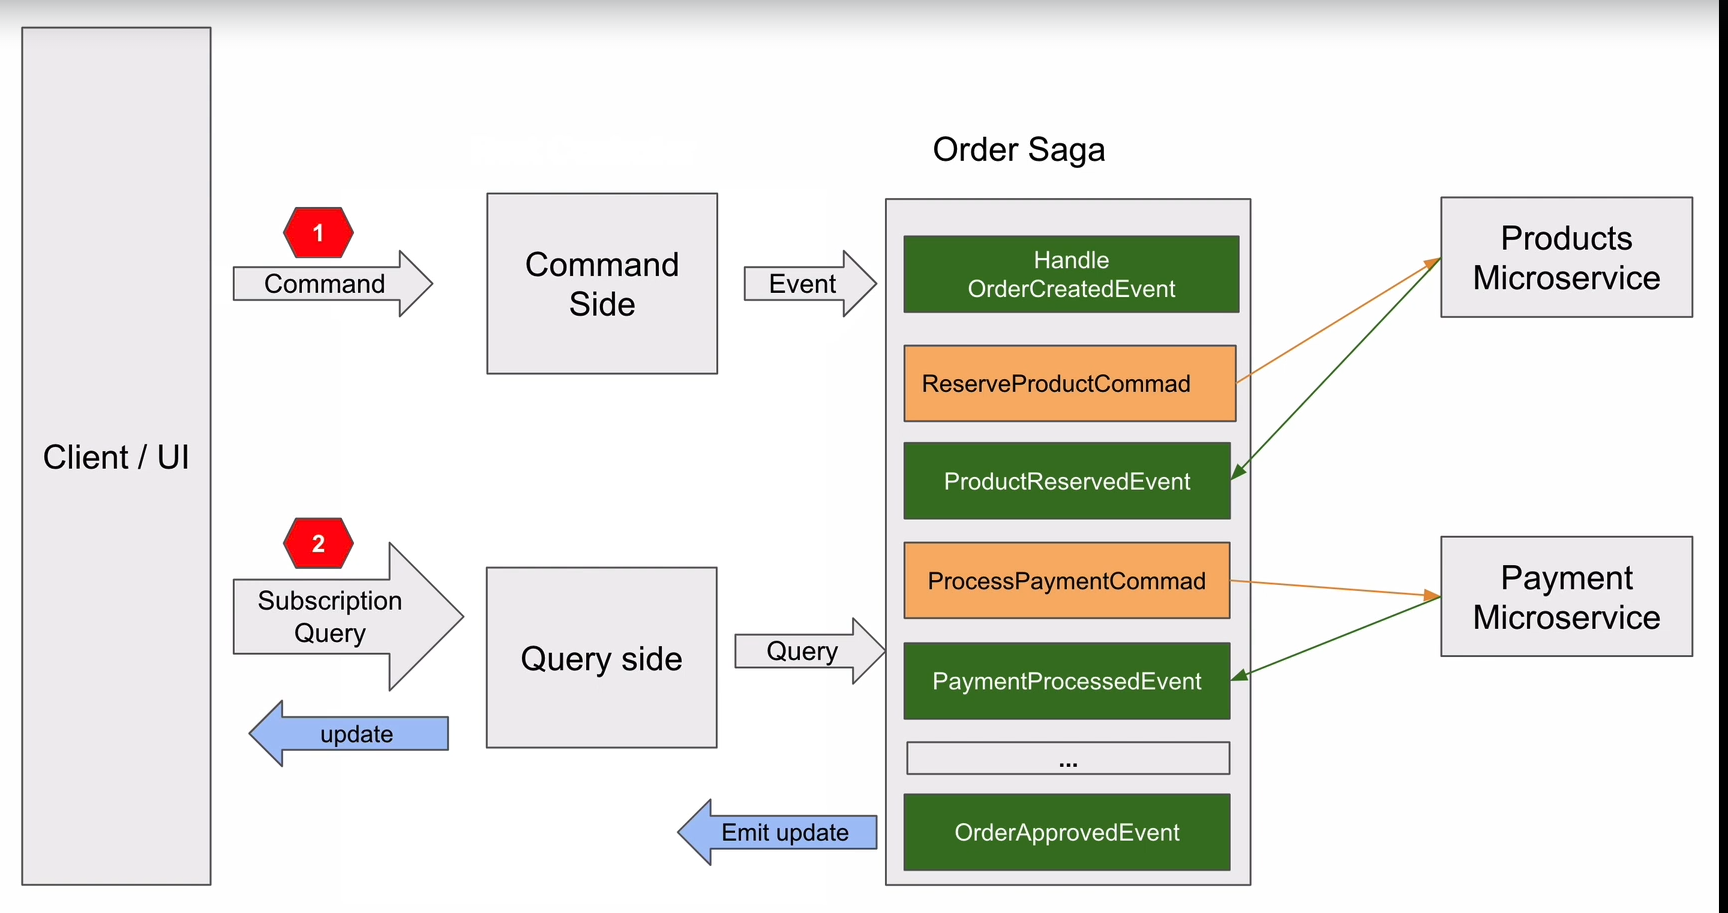 Order Saga
Client / UI
1
Command
Command
Side
Event
Handle
OrderCreatedEvent
ReserveProductCommad
ProductReservedEvent
ProcessPaymentCommad
PaymentProcessedEvent
...
OrderApprovedEvent
Products
Microservice
Payment
Microservice
2
Subscription
Query
Query side
Query
update
Emit update